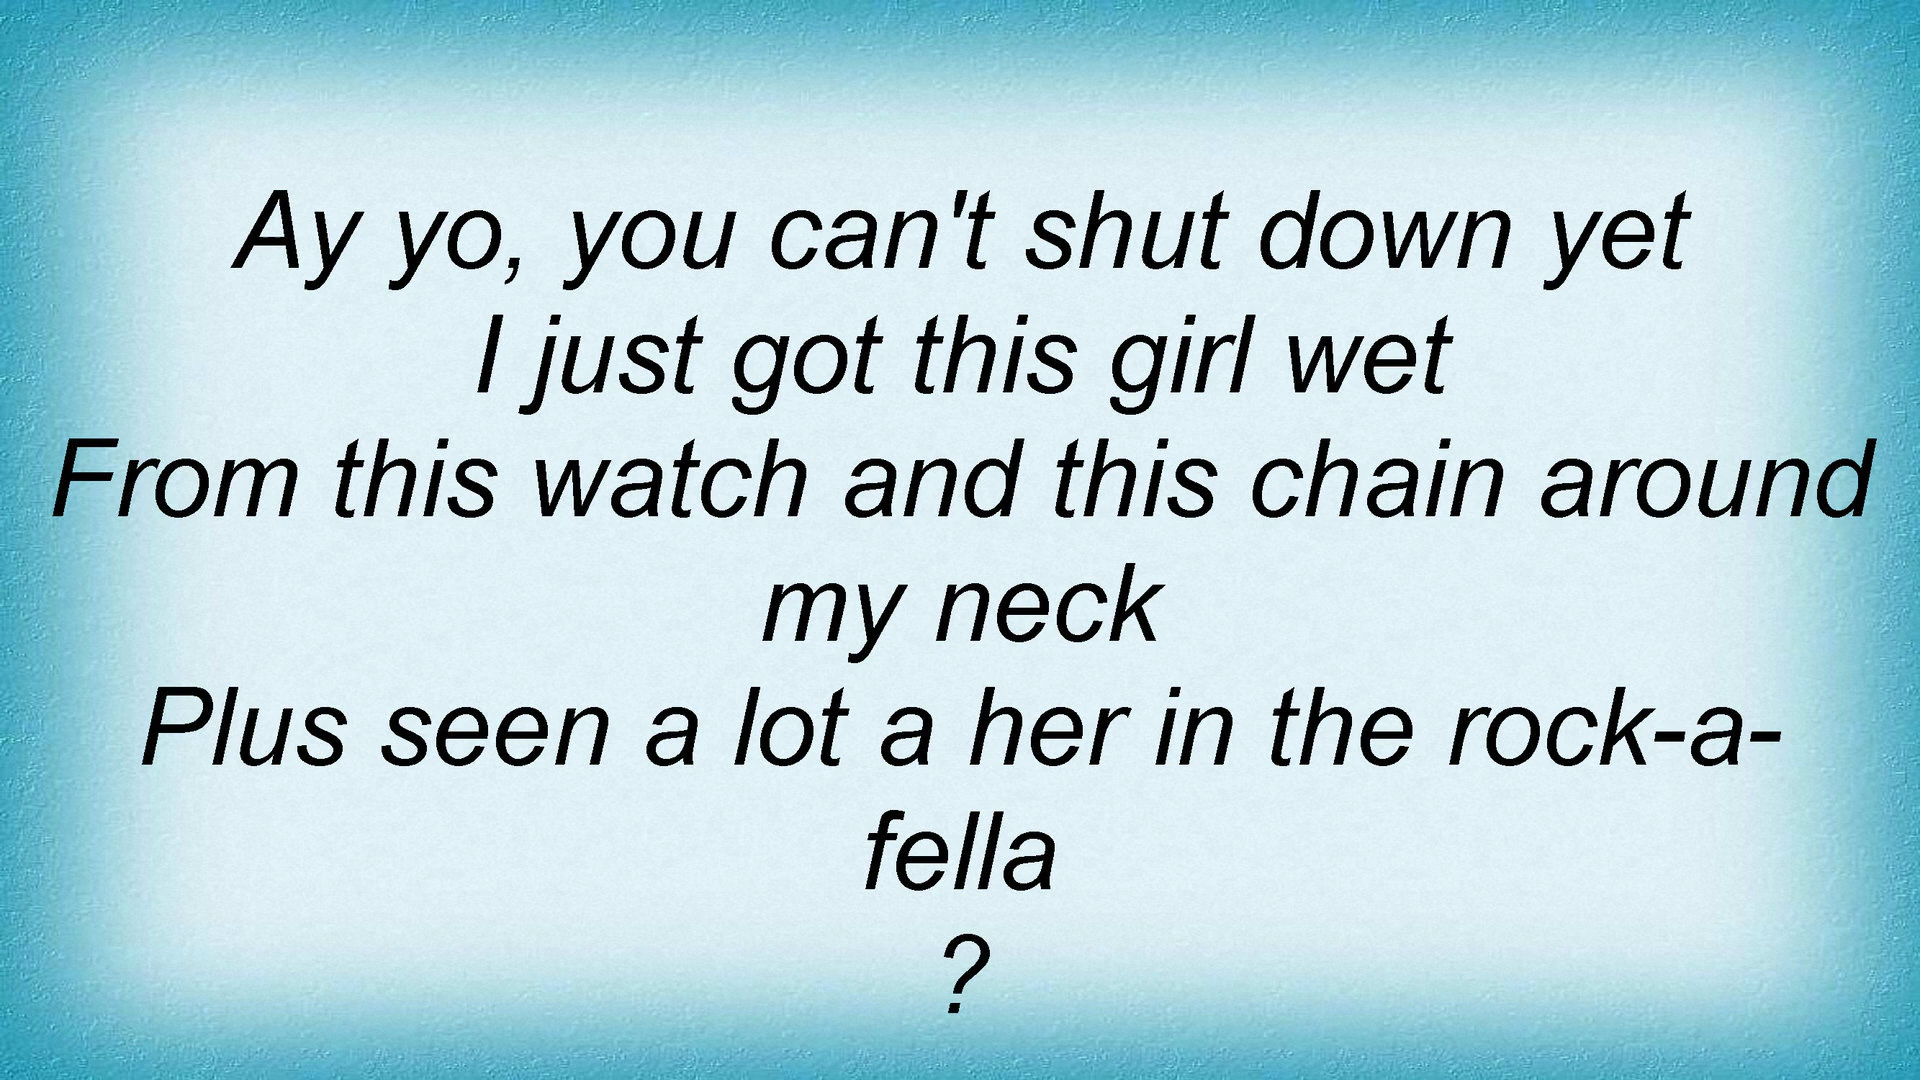 Ay yo, you can't shut down yet
I just got this girl wet
From this watch and this chain around
my neck
Plus seen a lot a her in the rock-a-
fella
?